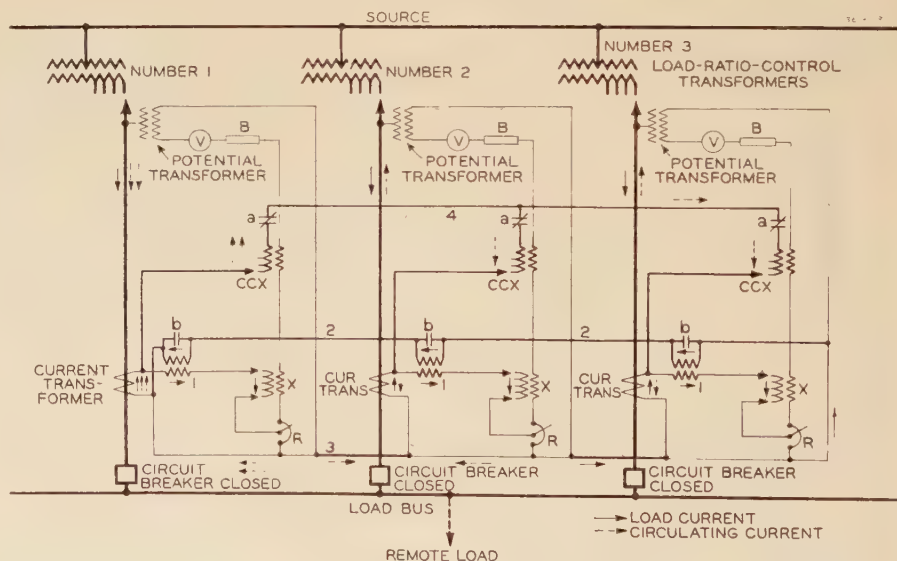 SOURCE
NUMBER 1
NUMBER 2
NUMBER 3
LOAD-RATIO-CONTROL
TRANSFORMERS
V
B
POTENTIAL
TRANSFORMER
V
B
POTENTIAL
TRANSFORMER
V
B
POTENTIAL
TRANSFORMER
a
4
a
a
CCX
CCX
CCX
b
2
b
2
b
CURRENT
TRANS-
FORMER
1
X
CUR
TRANS
1
X
CUR
TRANS
1
X
R
R
R
3
CIRCUIT
BREAKER CLOSED
CIRCUIT BREAKER
CLOSED
CIRCUIT BREAKER
CLOSED
LOAD BUS
LOAD CURRENT
CIRCULATING CURRENT
REMOTE LOAD